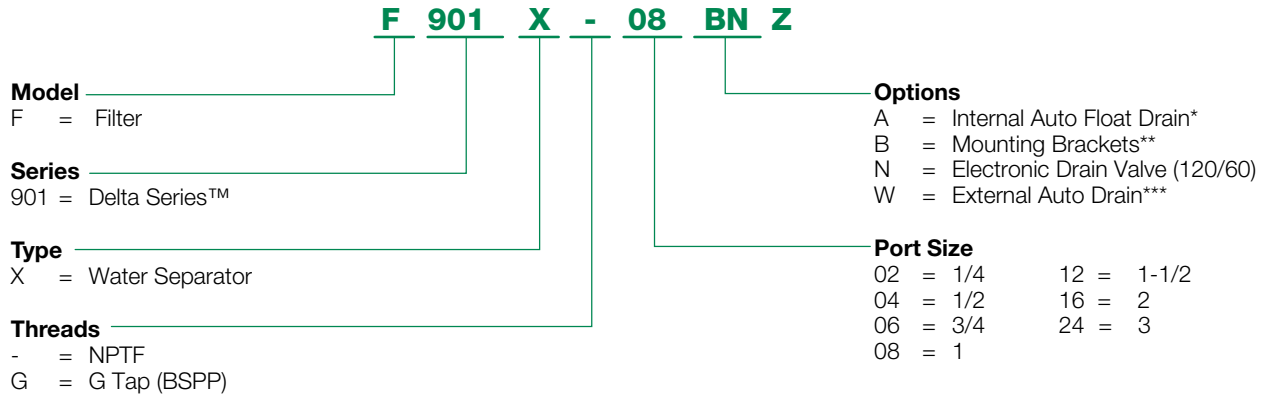 F 901 X - 08 BN Z
Model
F = Filter
Series
901 = Delta Series™
Type
X = Water Separator
Threads
- = NPTF
G = G Tap (BSPP)
Options
A = Internal Auto Float Drain*
B = Mounting Brackets**
N = Electronic Drain Valve (120/60)
W = External Auto Drain***
Port Size
02 = 1/4 12 = 1-1/2
04 = 1/2 16 = 2
06 = 3/4 24 = 3
08 = 1